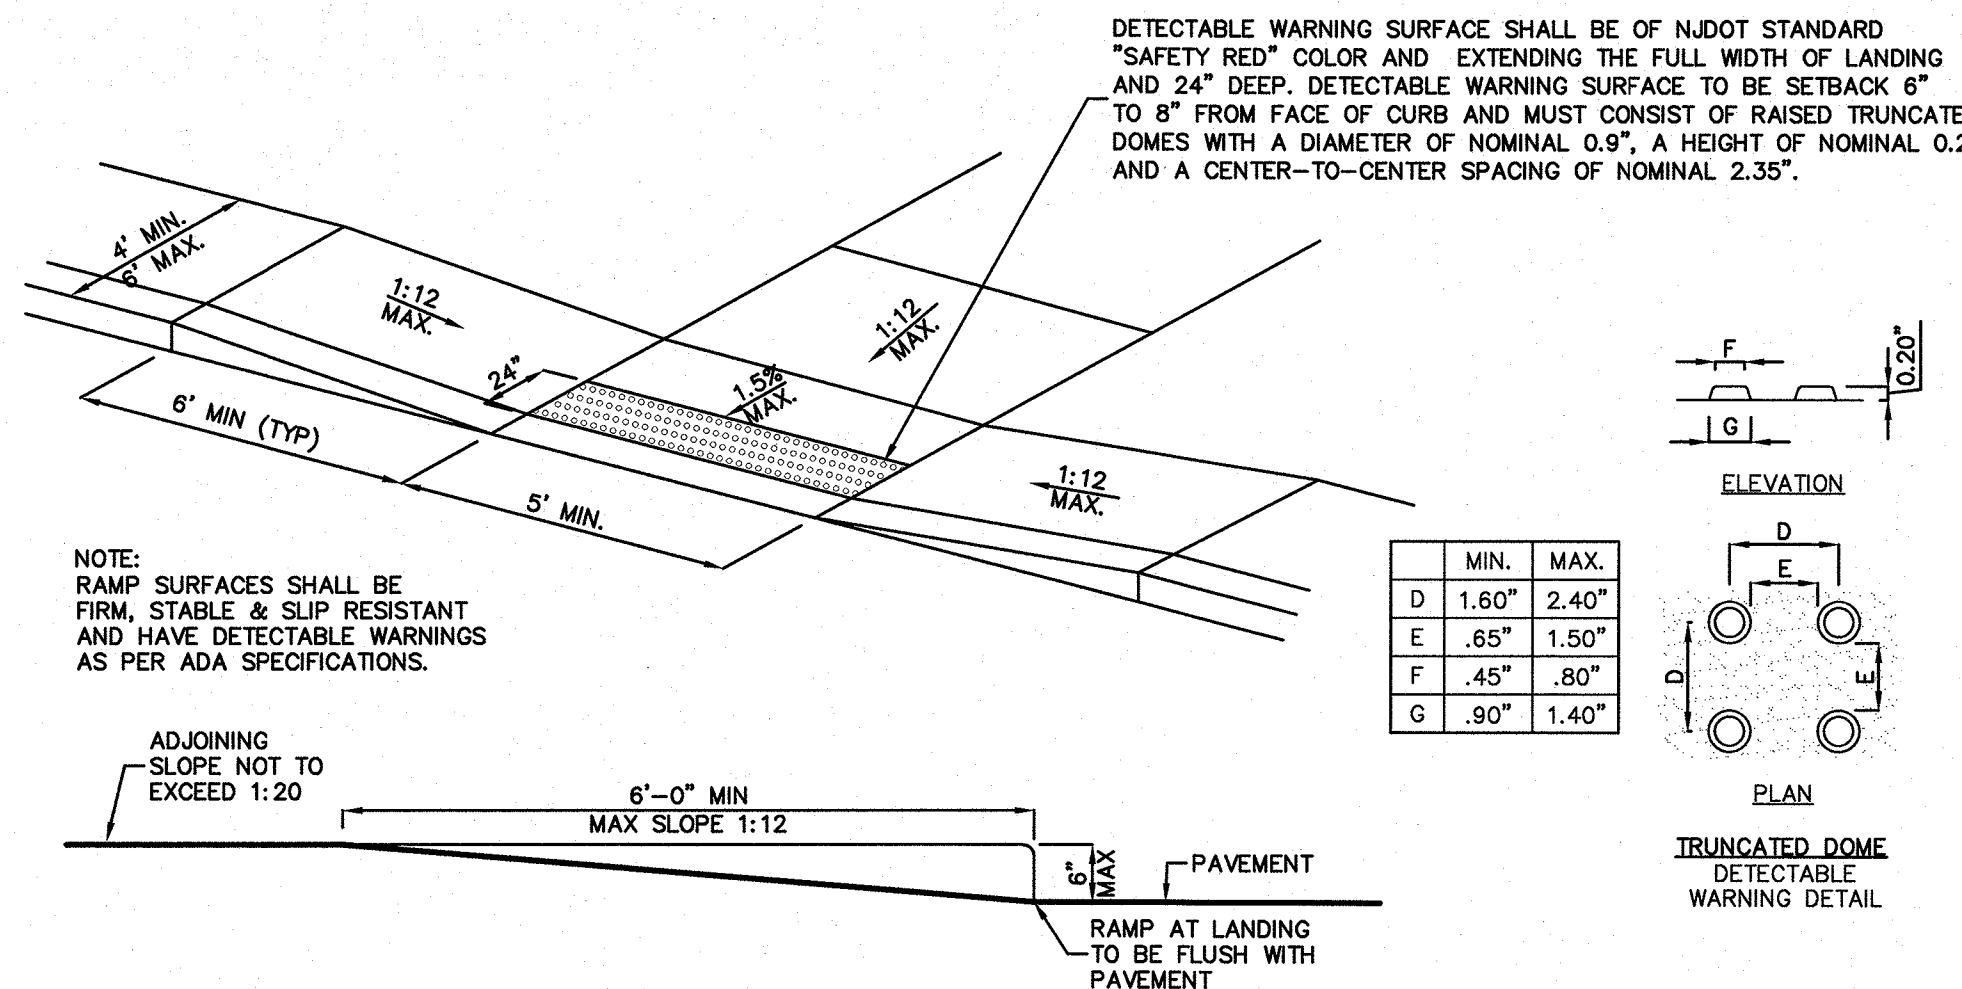 DETECTABLE WARNING SURFACE SHALL BE OF NJDOT STANDARD
"SAFETY RED" COLOR AND EXTENDING THE FULL WIDTH OF LANDING
AND 24" DEEP. DETECTABLE WARNING SURFACE TO BE SETBACK 6"
TO 8" FROM FACE OF CURB AND MUST CONSIST OF RAISED TRUNCATE
DOMES WITH A DIAMETER OF NOMINAL 0.9", A HEIGHT OF NOMINAL 0.2
AND A CENTER-TO-CENTER SPACING OF NOMINAL 2.35".
4' MIN.
6' MAX.
1:12
MAX.
1:12
MAX.
24"
1.5%
MAX.
6' MIN (TYP)
5' MIN.
1:12
MAX.
NOTE:
RAMP SURFACES SHALL BE
FIRM, STABLE & SLIP RESISTANT
AND HAVE DETECTABLE WARNINGS
AS PER ADA SPECIFICATIONS.
F
0.20"
G
ELEVATION
MIN. MAX.
D 1.60" 2.40"
E .65" 1.50"
F .45" .80"
G .90" 1.40"
D
E
D
E
PLAN
TRUNCATED DOME
DETECTABLE
WARNING DETAIL
ADJOINING
SLOPE NOT TO
EXCEED 1:20
6'-0" MIN
MAX SLOPE 1:12
6"
MAX
PAVEMENT
RAMP AT LANDING
TO BE FLUSH WITH
PAVEMENT